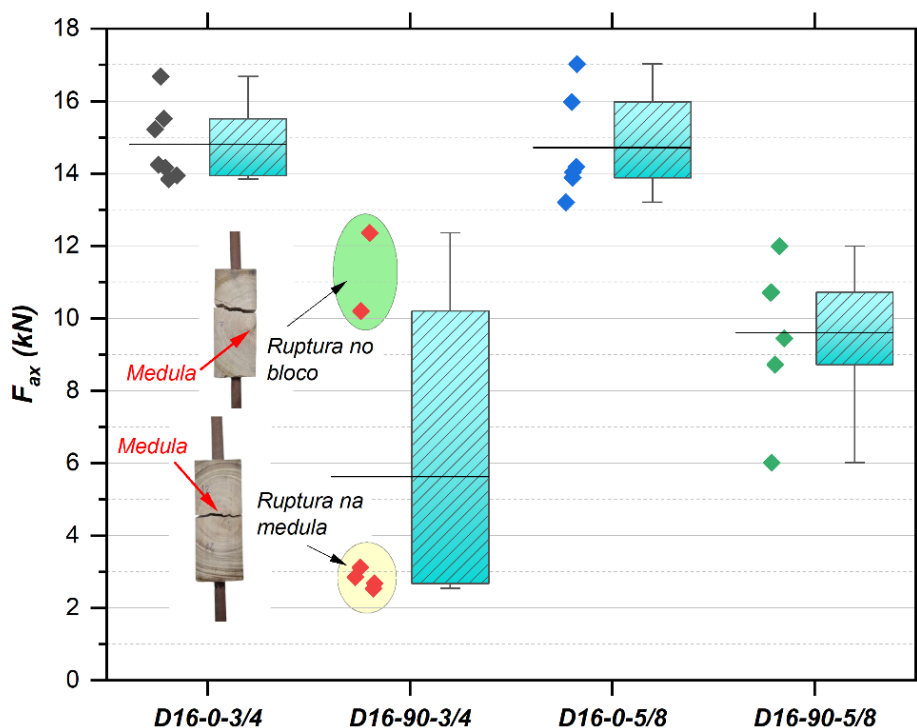 F_ax (kN)
18
16
14
12
10
8
6
4
2
0
Medula
Ruptura no
bloco
Medula
Ruptura na
medula
D16-0-3/4
D16-90-3/4
D16-0-5/8
D16-90-5/8